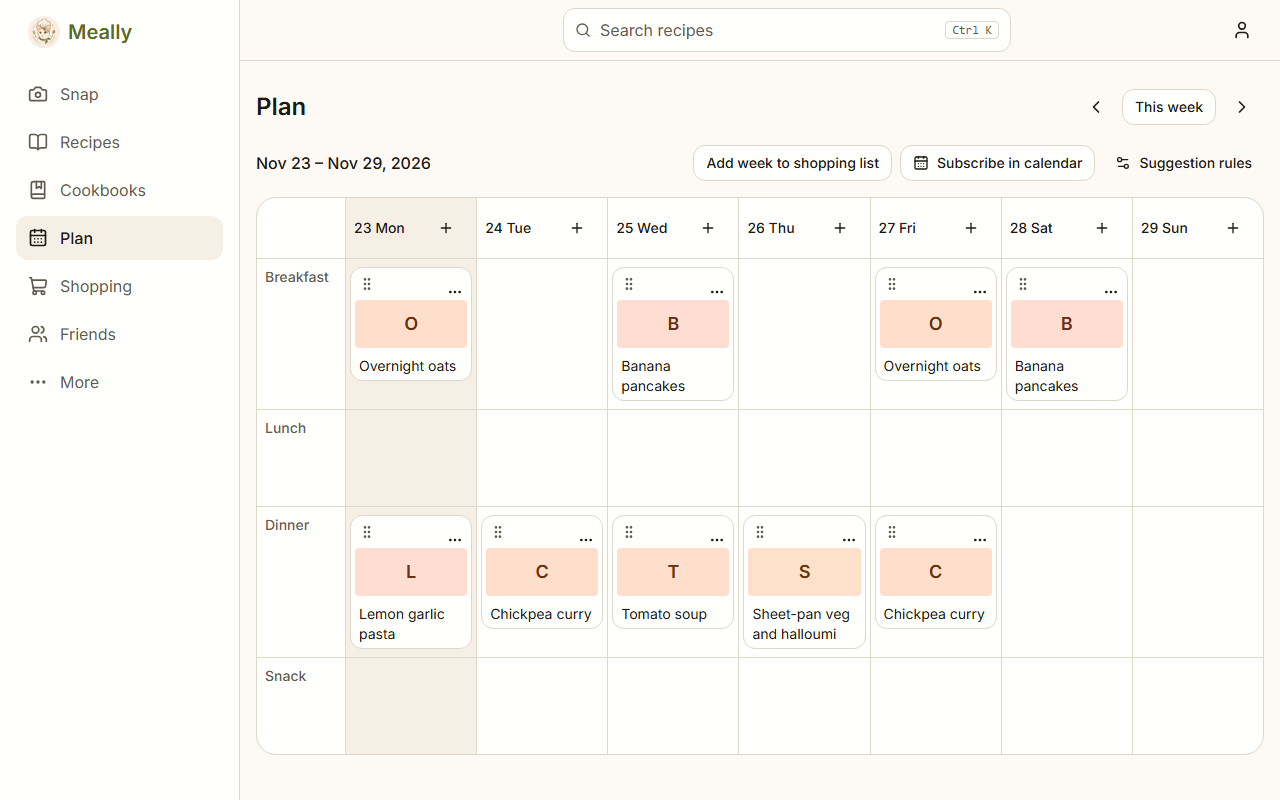 Meally
Search recipes
Ctrl K
Snap
Recipes
Cookbooks
Plan
Shopping
Friends
More
Plan
This week
Nov 23 – Nov 29, 2026
Add week to shopping list
Subscribe in calendar
Suggestion rules
23 Mon
24 Tue
25 Wed
26 Thu
27 Fri
28 Sat
29 Sun
Breakfast
O
Overnight oats
B
Banana
pancakes
O
Overnight oats
B
Banana
pancakes
Lunch
Dinner
L
Lemon garlic
pasta
C
Chickpea curry
T
Tomato soup
S
Sheet-pan veg
and halloumi
C
Chickpea curry
Snack